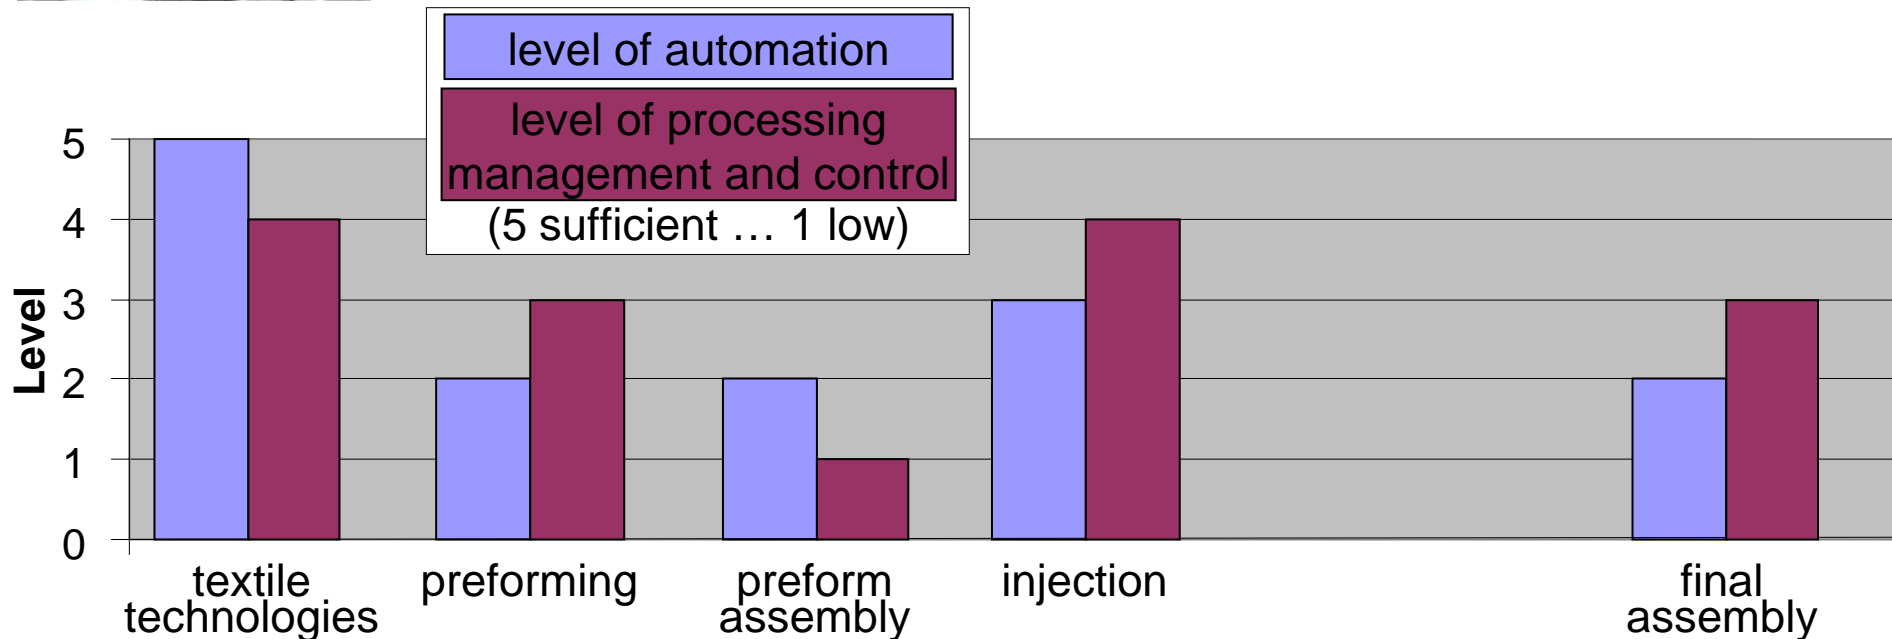 level of automation
level of processing
management and control
(5 sufficient … 1 low)
5
4
3
2
1
0
Level
textile
technologies
preforming
preform
assembly
injection
final
assembly